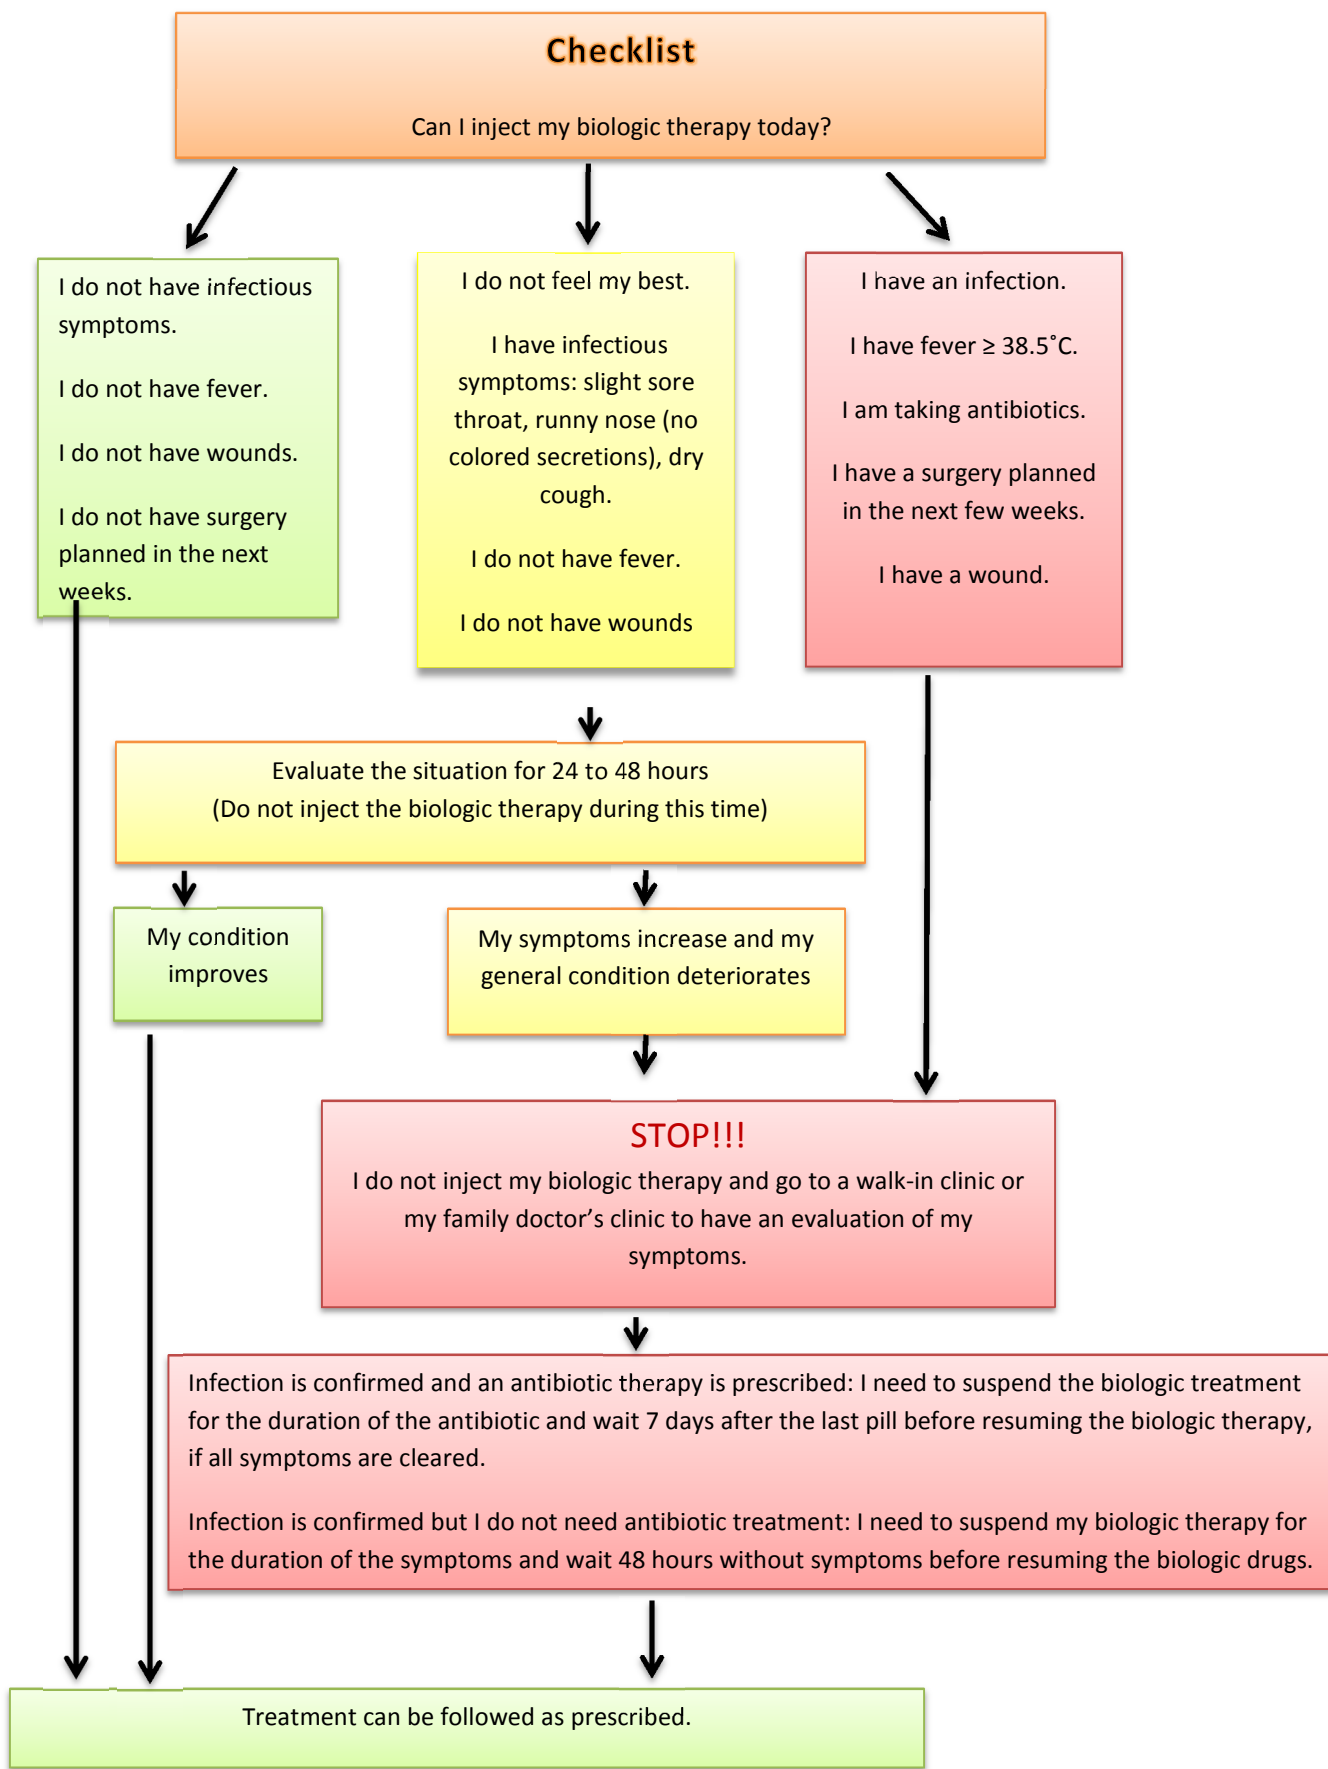 Checklist
Can I inject my biologic therapy today?
I do not have infectious
symptoms.
I do not have fever.
I do not have wounds.
I do not have surgery
planned in the next
weeks.
I do not feel my best.
I have infectious
symptoms: slight sore
throat, runny nose (no
colored secretions), dry
cough.
I do not have fever.
I do not have wounds
I have an infection.
I have fever ≥ 38.5˚C.
I am taking antibiotics.
I have a surgery planned
in the next few weeks.
I have a wound.
Evaluate the situation for 24 to 48 hours
(Do not inject the biologic therapy during this time)
My condition
improves
My symptoms increase and my
general condition deteriorates
STOP!!!
I do not inject my biologic therapy and go to a walk-in clinic or
my family doctor’s clinic to have an evaluation of my
symptoms.
Infection is confirmed and an antibiotic therapy is prescribed: I need to suspend the biologic treatment
for the duration of the antibiotic and wait 7 days after the last pill before resuming the biologic therapy,
if all symptoms are cleared.
Infection is confirmed but I do not need antibiotic treatment: I need to suspend my biologic therapy for
the duration of the symptoms and wait 48 hours without symptoms before resuming the biologic drugs.
Treatment can be followed as prescribed.